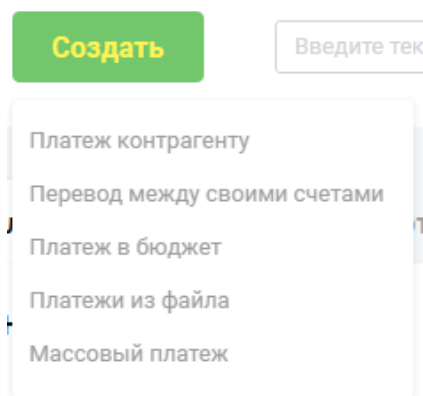 Создать
Введите тек
Платеж контрагенту
Перевод между своими счетами
Платеж в бюджет
Платежи из файла
Массовый платеж